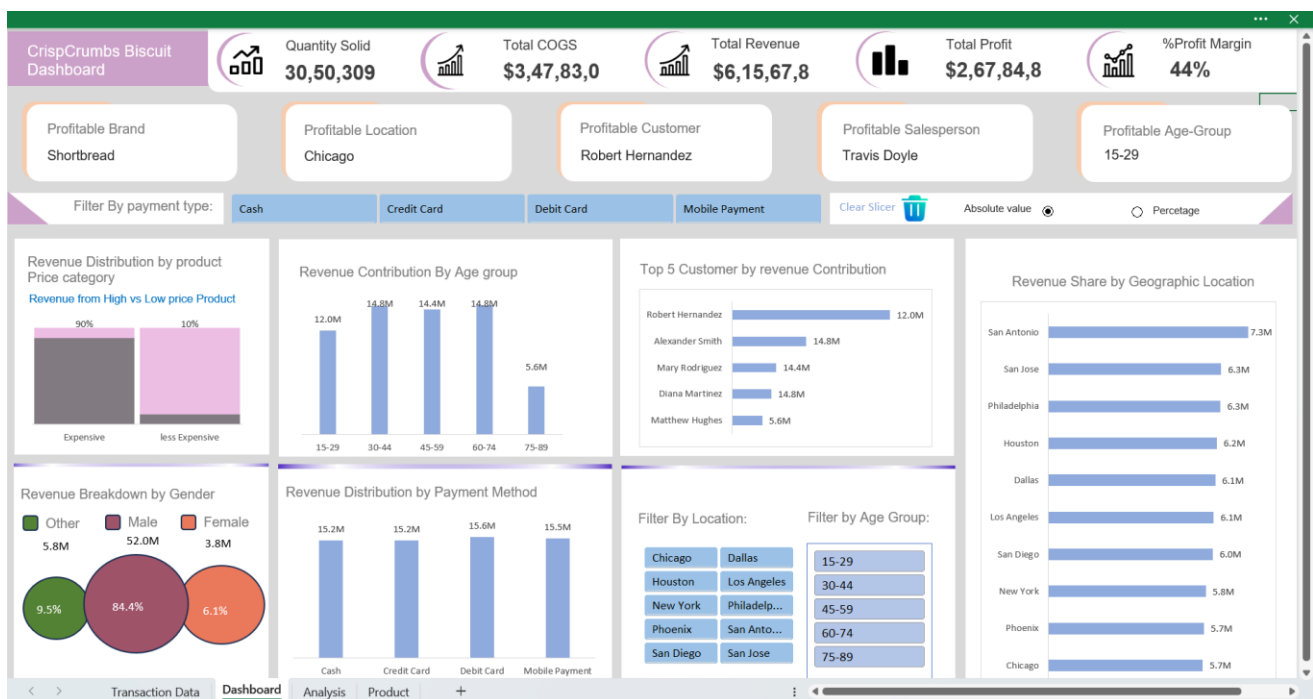 CrispCrumbs Biscuit
Dashboard
Quantity Solid
30,50,309
Total COGS
$3,47,83,0
Total Revenue
$6,15,67,8
Total Profit
$2,67,84,8
%Profit Margin
44%
Profitable Brand
Shortbread
Profitable Location
Chicago
Profitable Customer
Robert Hernandez
Profitable Salesperson
Travis Doyle
Profitable Age-Group
15-29
Filter By payment type:
Cash
Credit Card
Debit Card
Mobile Payment
Clear Slicer
Absolute value
Percetage
Revenue Distribution by product
Price category
Revenue from High vs Low price Product
90%
10%
Expensive
less Expensive
Revenue Contribution By Age group
12.0M
14.8M
14.4M
14.8M
5.6M
15-29
30-44
45-59
60-74
75-89
Top 5 Customer by revenue Contribution
Robert Hernandez 12.0M
Alexander Smith 14.8M
Mary Rodriguez 14.4M
Diana Martinez 14.8M
Matthew Hughes 5.6M
Revenue Share by Geographic Location
San Antonio 7.3M
San Jose 6.3M
Philadelphia 6.3M
Houston 6.2M
Dallas 6.1M
Los Angeles 6.1M
San Diego 6.0M
New York 5.8M
Phoenix 5.7M
Chicago 5.7M
Revenue Breakdown by Gender
Other
Male
Female
5.8M
52.0M
3.8M
9.5%
84.4%
6.1%
Revenue Distribution by Payment Method
15.2M
15.2M
15.6M
15.5M
Cash
Credit Card
Debit Card
Mobile Payment
Filter By Location:
Chicago
Dallas
Houston
Los Angeles
New York
Philadelp...
Phoenix
San Anto...
San Diego
San Jose
Filter by Age Group:
15-29
30-44
45-59
60-74
75-89
Transaction Data
Dashboard
Analysis
Product